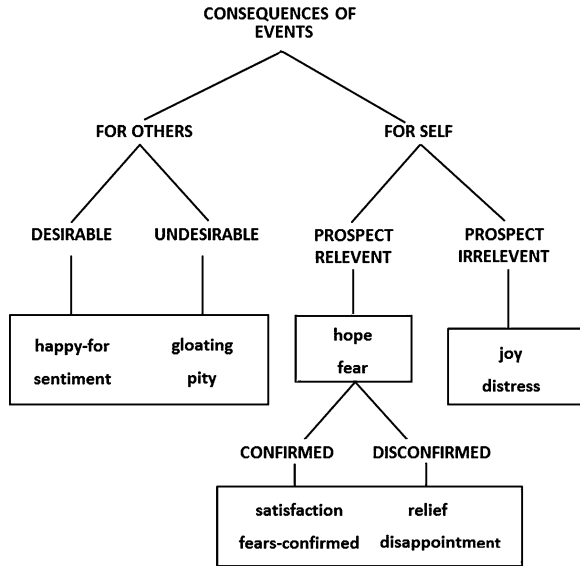 CONSEQUENCES OF
EVENTS
FOR OTHERS
FOR SELF
DESIRABLE
UNDESIRABLE
PROSPECT
RELEVENT
PROSPECT
IRRELEVENT
happy-for
sentiment
gloating
pity
hope
fear
joy
distress
CONFIRMED
DISCONFIRMED
satisfaction
fears-confirmed
relief
disappointment